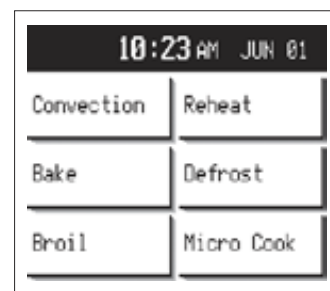 10:23 AM JUN 01
Convection Reheat
Bake Defrost
Broil Micro Cook